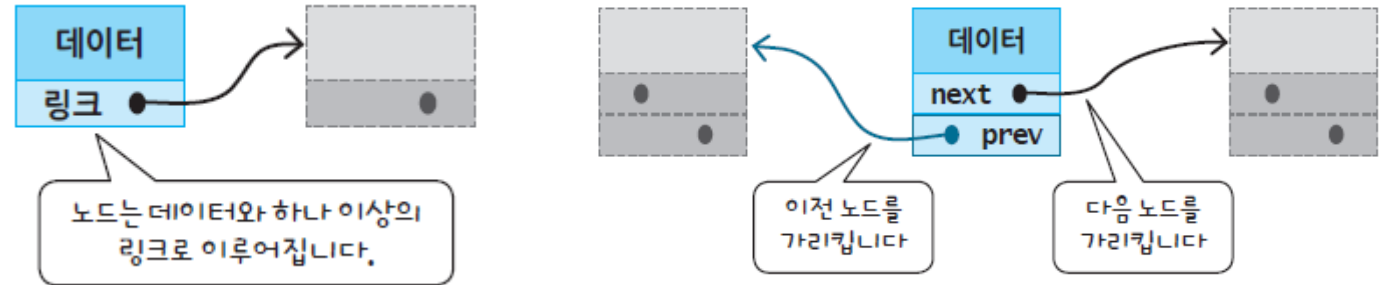 데이터
링크
노드는 데이터와 하나 이상의
링크로 이루어집니다.
데이터
next
prev
이전 노드를
가리킵니다
다음 노드를
가리킵니다